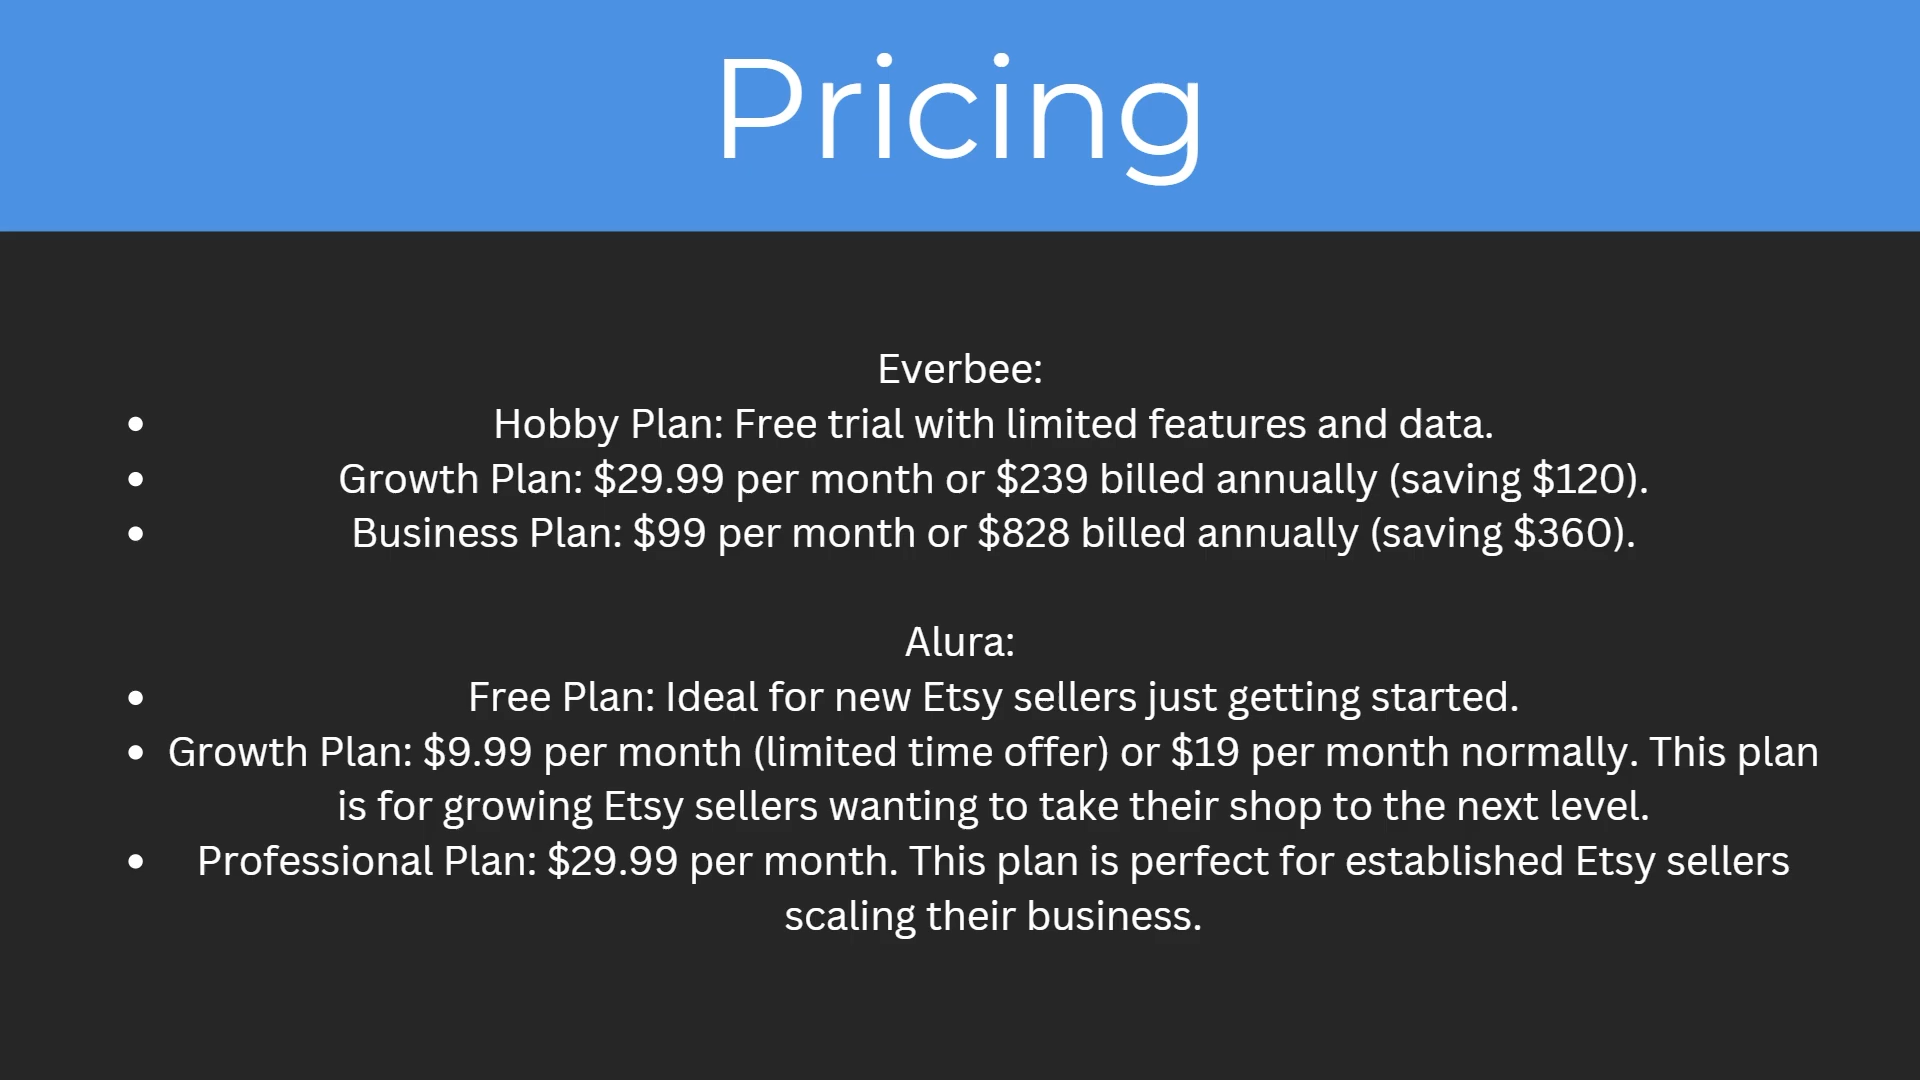 Pricing
Everbee:
• Hobby Plan: Free trial with limited features and data.
• Growth Plan: $29.99 per month or $239 billed annually (saving $120).
• Business Plan: $99 per month or $828 billed annually (saving $360).
Alura:
• Free Plan: Ideal for new Etsy sellers just getting started.
• Growth Plan: $9.99 per month (limited time offer) or $19 per month normally. This plan
is for growing Etsy sellers wanting to take their shop to the next level.
• Professional Plan: $29.99 per month. This plan is perfect for established Etsy sellers
scaling their business.